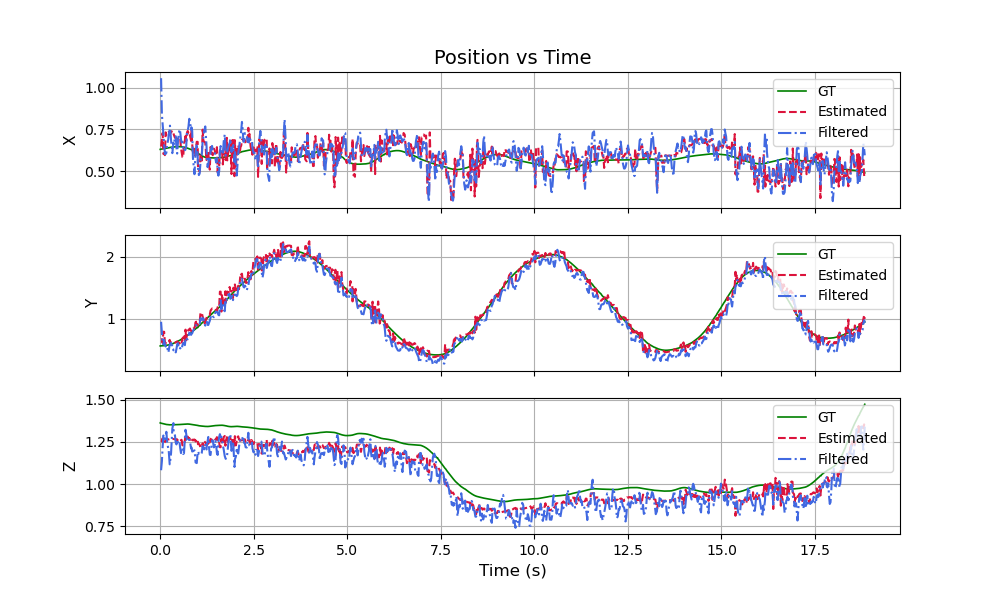 Position vs Time
X
1.00
0.75
0.50
GT
Estimated
Filtered
Y
2
1
GT
Estimated
Filtered
Z
1.50
1.25
1.00
0.75
GT
Estimated
Filtered
0.0 2.5 5.0 7.5 10.0 12.5 15.0 17.5
Time (s)